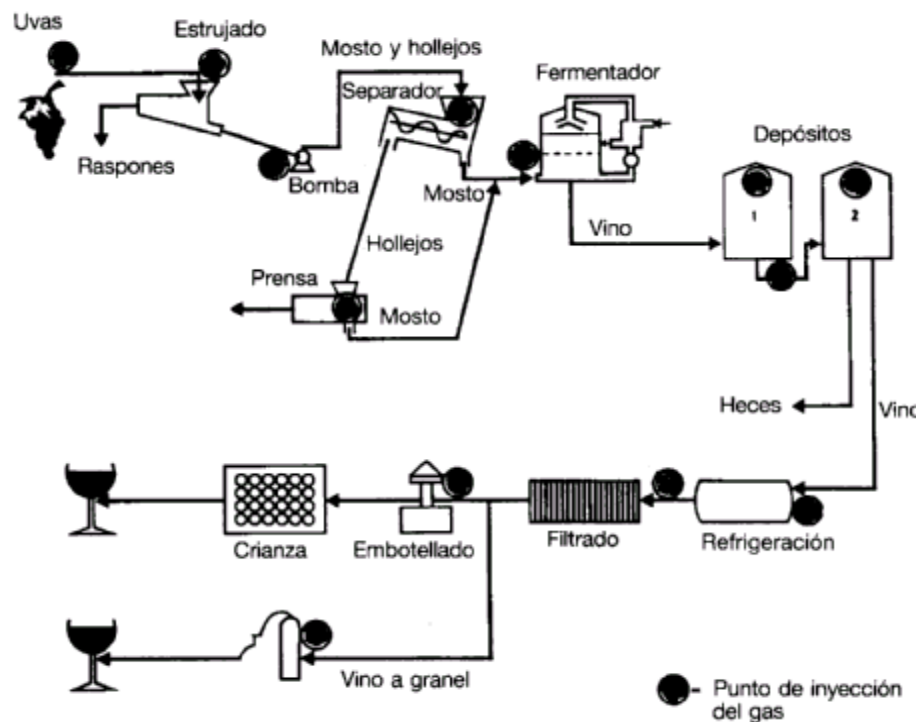 Uvas
Estrujado
Mosto y hollejos
Separador
Fermentador
Raspones
Bomba
Mosto
Depósitos
1
2
Vino
Hollejos
Prensa
Mosto
Heces
Vino
Crianza
Embotellado
Filtrado
Refrigeración
Vino a granel
- Punto de inyección
del gas